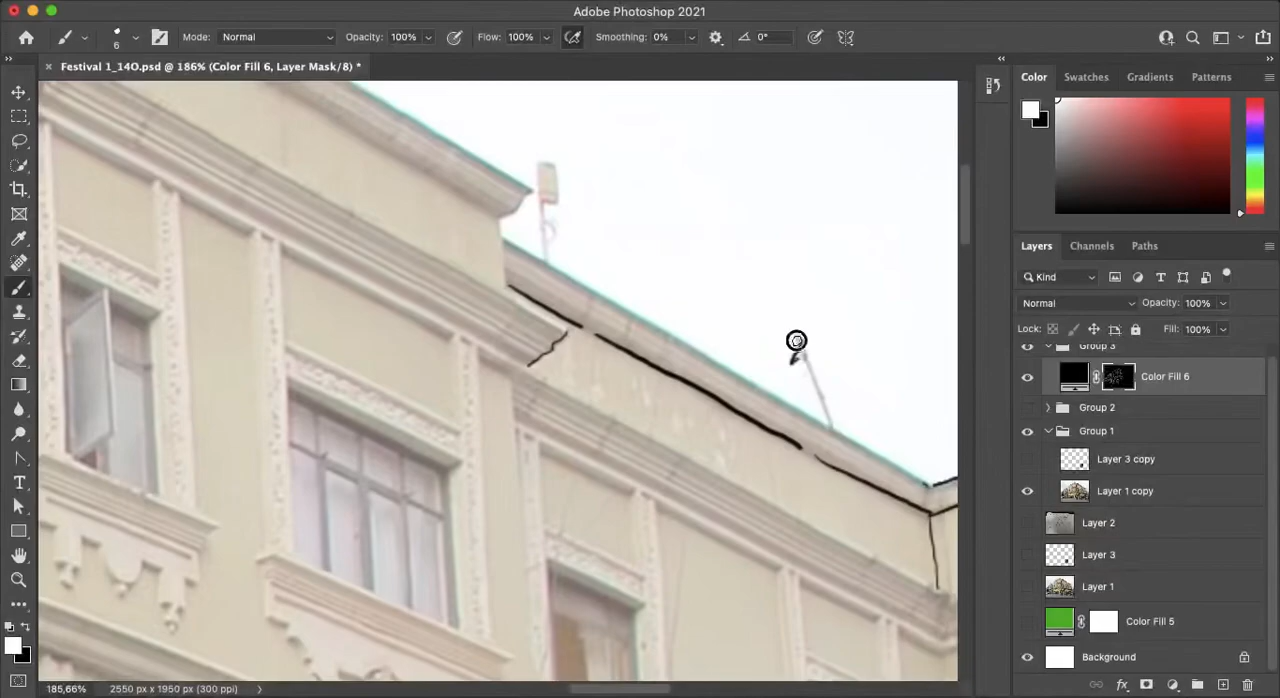 Adobe Photoshop 2021
6 Mode: Normal Opacity: 100% Flow: 100% Smoothing: 0% 0°
Festival 1_14O.psd @ 186% (Color Fill 6, Layer Mask/8) *
Color Swatches Gradients Patterns
Layers Channels Paths
Kind
Normal Opacity: 100%
Lock: Fill: 100%
Group 3
Color Fill 6
Group 2
Group 1
Layer 3 copy
Layer 1 copy
Layer 2
Layer 3
Layer 1
Color Fill 5
Background
185,66% 2550 px x 1950 px (300 ppi)